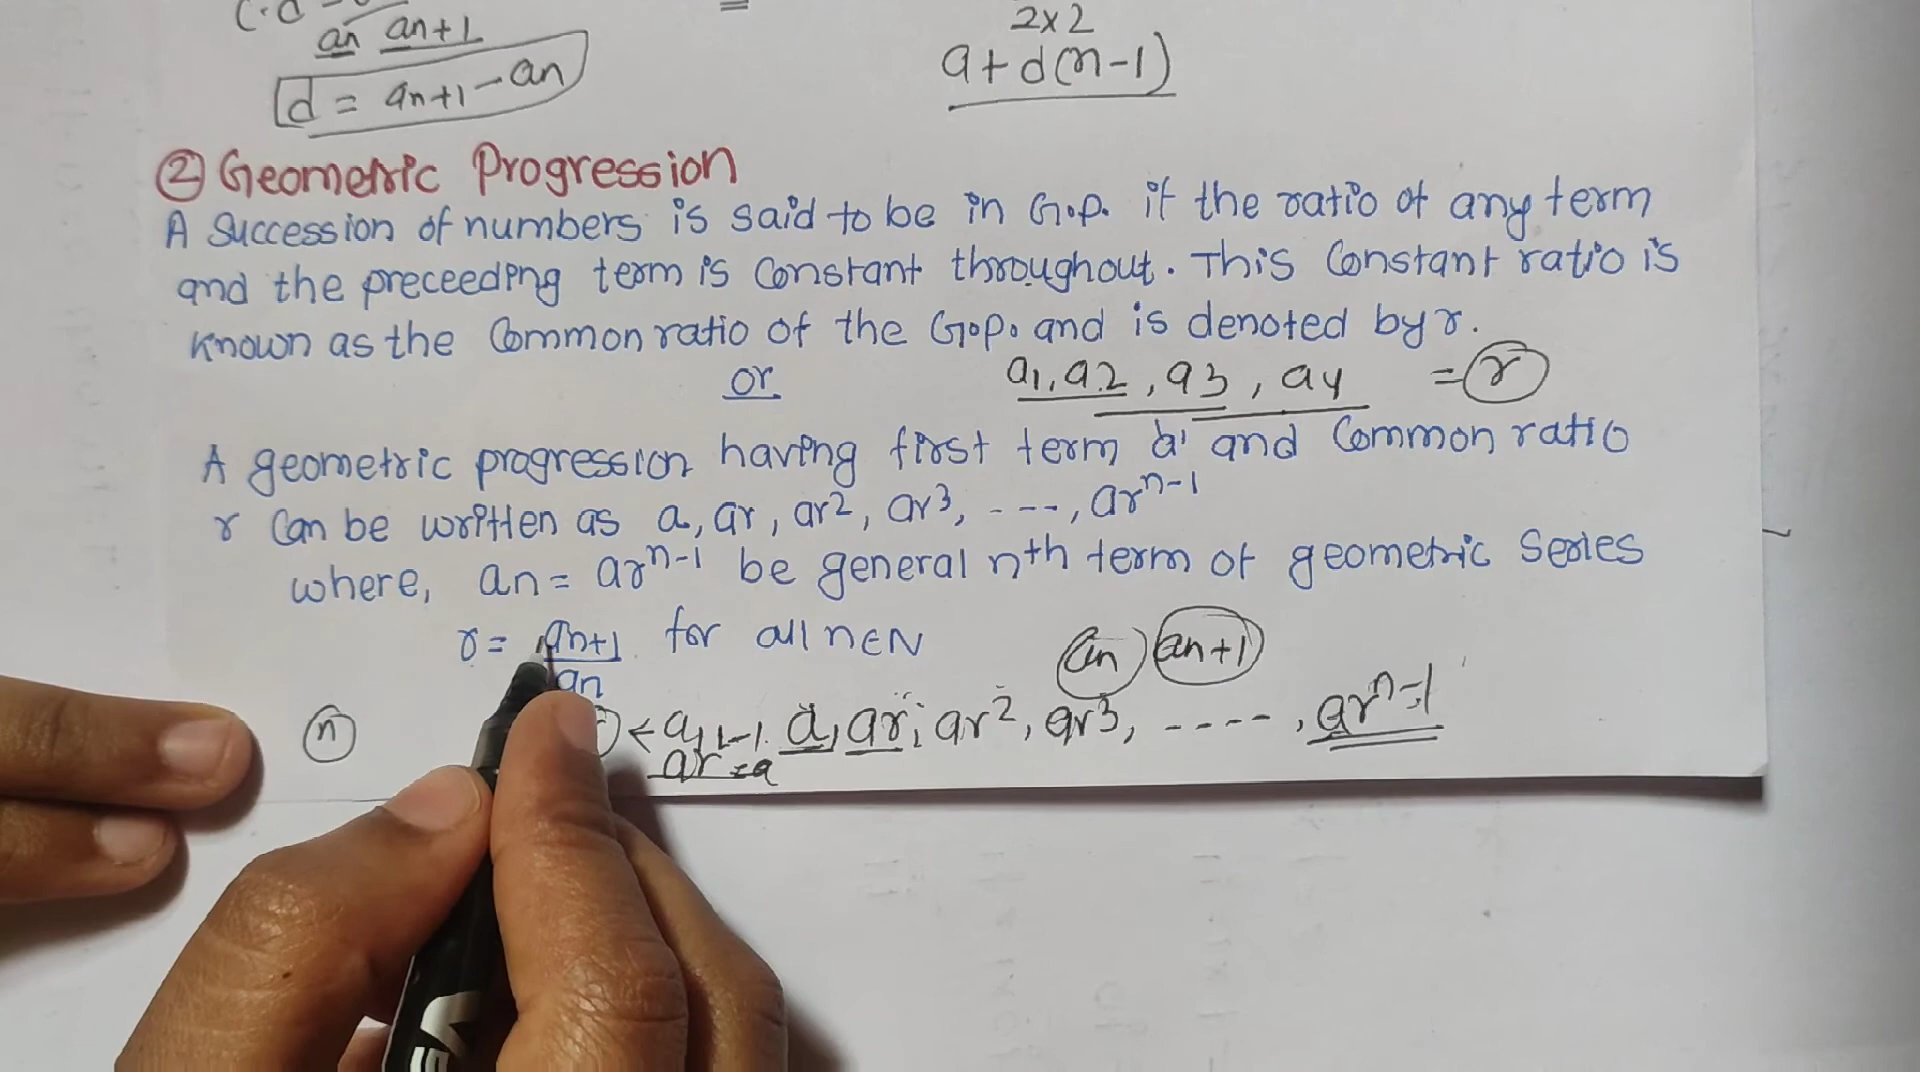 an an+1
d = an+1 - an
=
2x2
a+d(n-1)
② Geometric Progression
A Succession of numbers is said to be in G.p. if the ratio of any term
and the preceeding term is Constant throughout. This Constant ratio is
known as the Common ratio of the G.p. and is denoted by r.
or
a1, a2, a3, a4 = r
A geometric progression having first term 'a' and Common ratio
r Can be written as a, ar, ar², ar³, ----, arⁿ⁻¹
where, an = arⁿ⁻¹ be general nth term of geometric Series
r = an+1/an for all n∈N
an an+1
n
a, ar, ar², ar³, ----, arⁿ⁻¹
ar = a